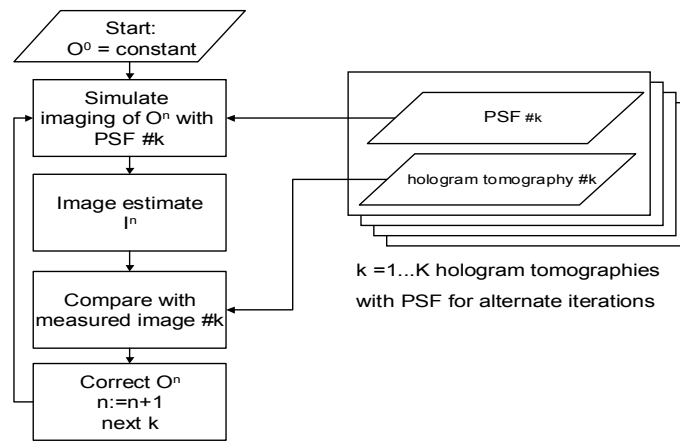 Start:
O⁰ = constant
Simulate
imaging of Oⁿ with
PSF #k
Image estimate
Iⁿ
Compare with
measured image #k
Correct Oⁿ
n:=n+1
next k
PSF #k
hologram tomography #k
k =1...K hologram tomographies
with PSF for alternate iterations